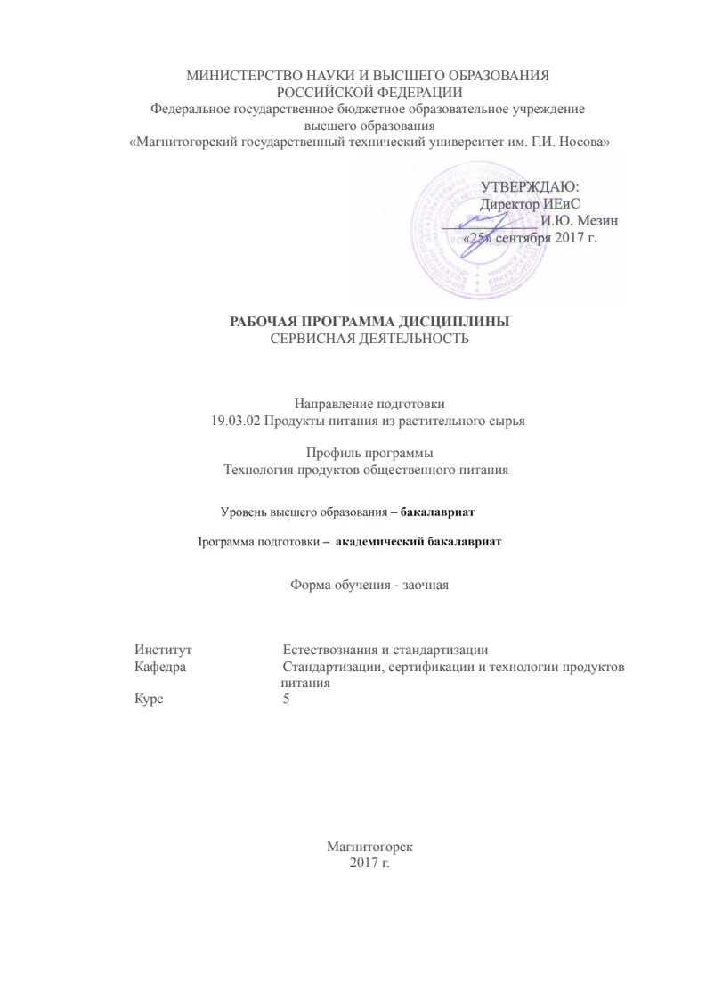 МИНИСТЕРСТВО НАУКИ И ВЫСШЕГО ОБРАЗОВАНИЯ
РОССИЙСКОЙ ФЕДЕРАЦИИ
Федеральное государственное бюджетное образовательное учреждение
высшего образования
«Магнитогорский государственный технический университет им. Г.И. Носова»
УТВЕРЖДАЮ:
Директор ИЕиС
И.Ю. Мезин
«25» сентября 2017 г.
РАБОЧАЯ ПРОГРАММА ДИСЦИПЛИНЫ
СЕРВИСНАЯ ДЕЯТЕЛЬНОСТЬ
Направление подготовки
19.03.02 Продукты питания из растительного сырья
Профиль программы
Технология продуктов общественного питания
Уровень высшего образования – бакалавриат
Программа подготовки – академический бакалавриат
Форма обучения - заочная
Институт Естествознания и стандартизации
Кафедра Стандартизации, сертификации и технологии продуктов
питания
Курс 5
Магнитогорск
2017 г.